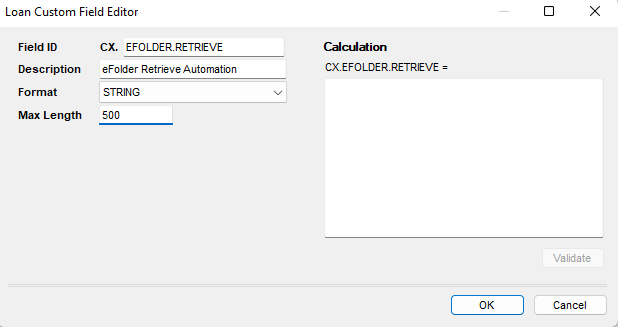 Loan Custom Field Editor
Field ID CX. EFOLDER.RETRIEVE
Description eFolder Retrieve Automation
Format STRING
Max Length 500
Calculation
CX.EFOLDER.RETRIEVE =
Validate
OK Cancel